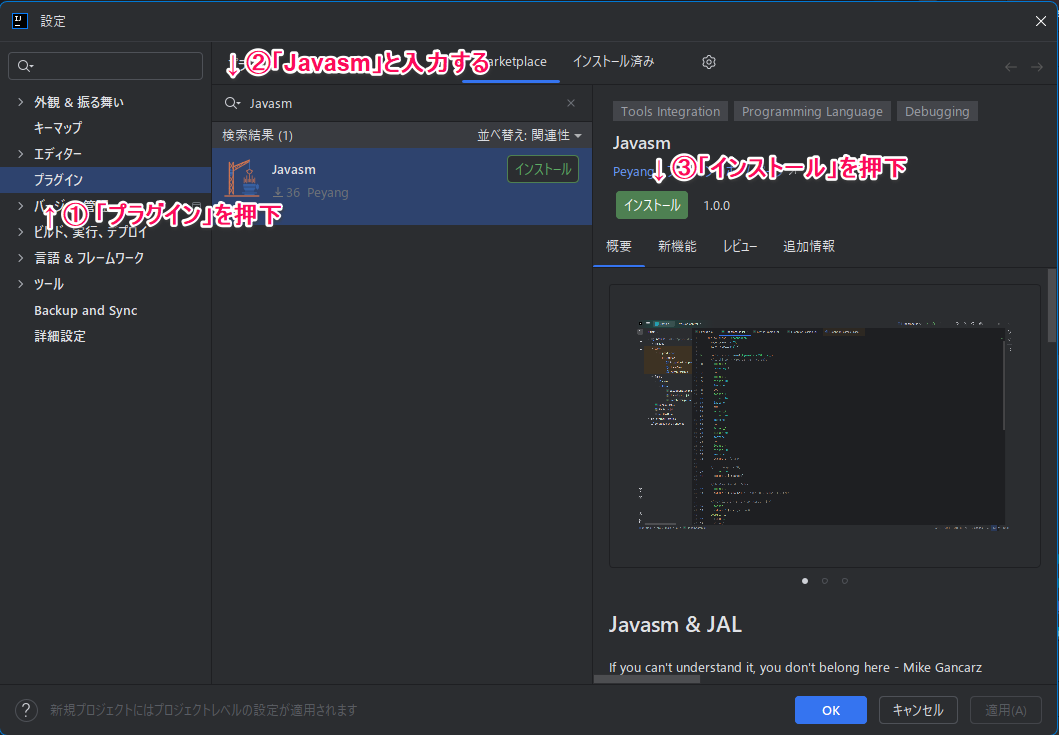 設定
②「Javasm」と入力する
Marketplace
インストール済み
外観 & 振る舞い
キーマップ
エディター
プラグイン
①「プラグイン」を押下
ビルド、実行、デプロイ
言語 & フレームワーク
ツール
Backup and Sync
詳細設定
Javasm
検索結果 (1)
並べ替え: 関連性
Javasm
インストール
36 Peyang
Tools Integration
Programming Language
Debugging
Javasm
Peyang
③「インストール」を押下
インストール
1.0.0
概要
新機能
レビュー
追加情報
Javasm & JAL
If you can't understand it, you don't belong here - Mike Gancarz
?
新規プロジェクトにはプロジェクトレベルの設定が適用されます
OK
キャンセル
適用(A)